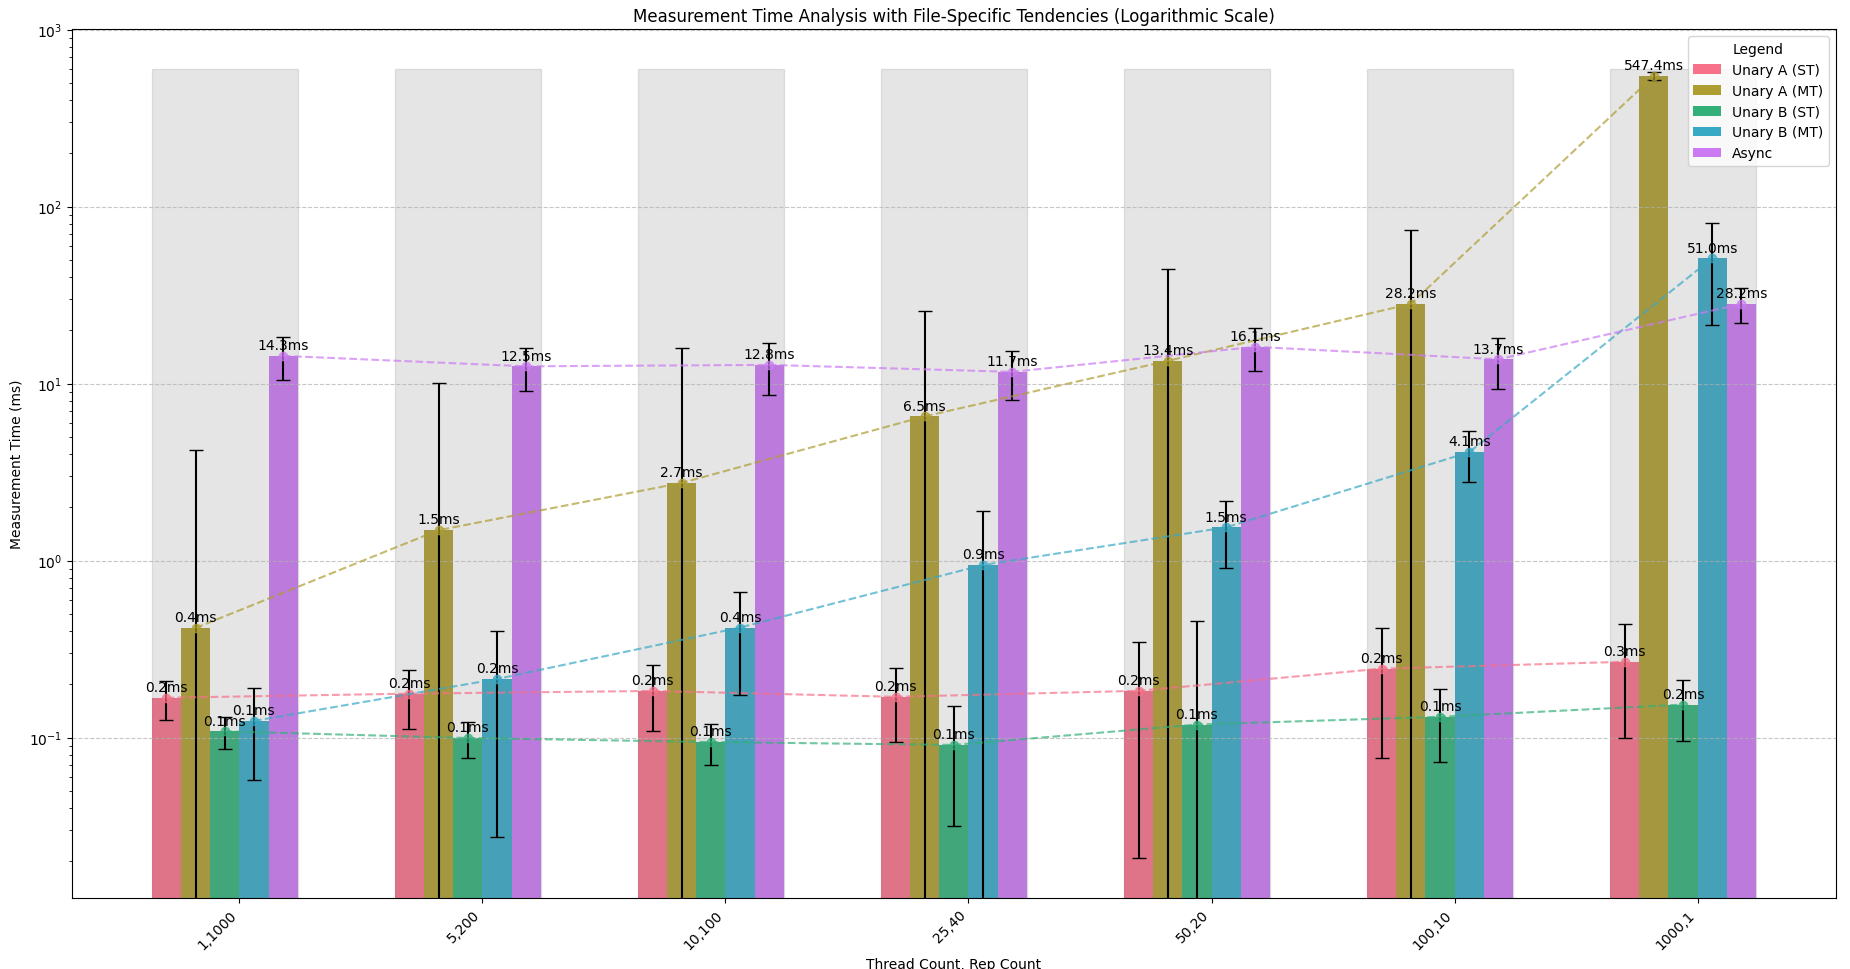 Measurement Time Analysis with File-Specific Tendencies (Logarithmic Scale)
Measurement Time (ms)
10³
10²
10¹
10⁰
10⁻¹
Legend
Unary A (ST)
Unary A (MT)
Unary B (ST)
Unary B (MT)
Async
0.2ms
0.4ms
0.1ms
0.1ms
14.3ms
0.2ms
1.5ms
0.1ms
0.2ms
12.5ms
0.2ms
2.7ms
0.1ms
0.4ms
12.8ms
0.2ms
6.5ms
0.1ms
0.9ms
11.7ms
0.2ms
13.4ms
0.1ms
1.5ms
16.1ms
0.2ms
28.2ms
0.1ms
4.1ms
13.7ms
0.3ms
547.4ms
0.2ms
51.0ms
28.2ms
1,1000
5,200
10,100
25,40
50,20
100,10
1000,1
Thread Count, Rep Count